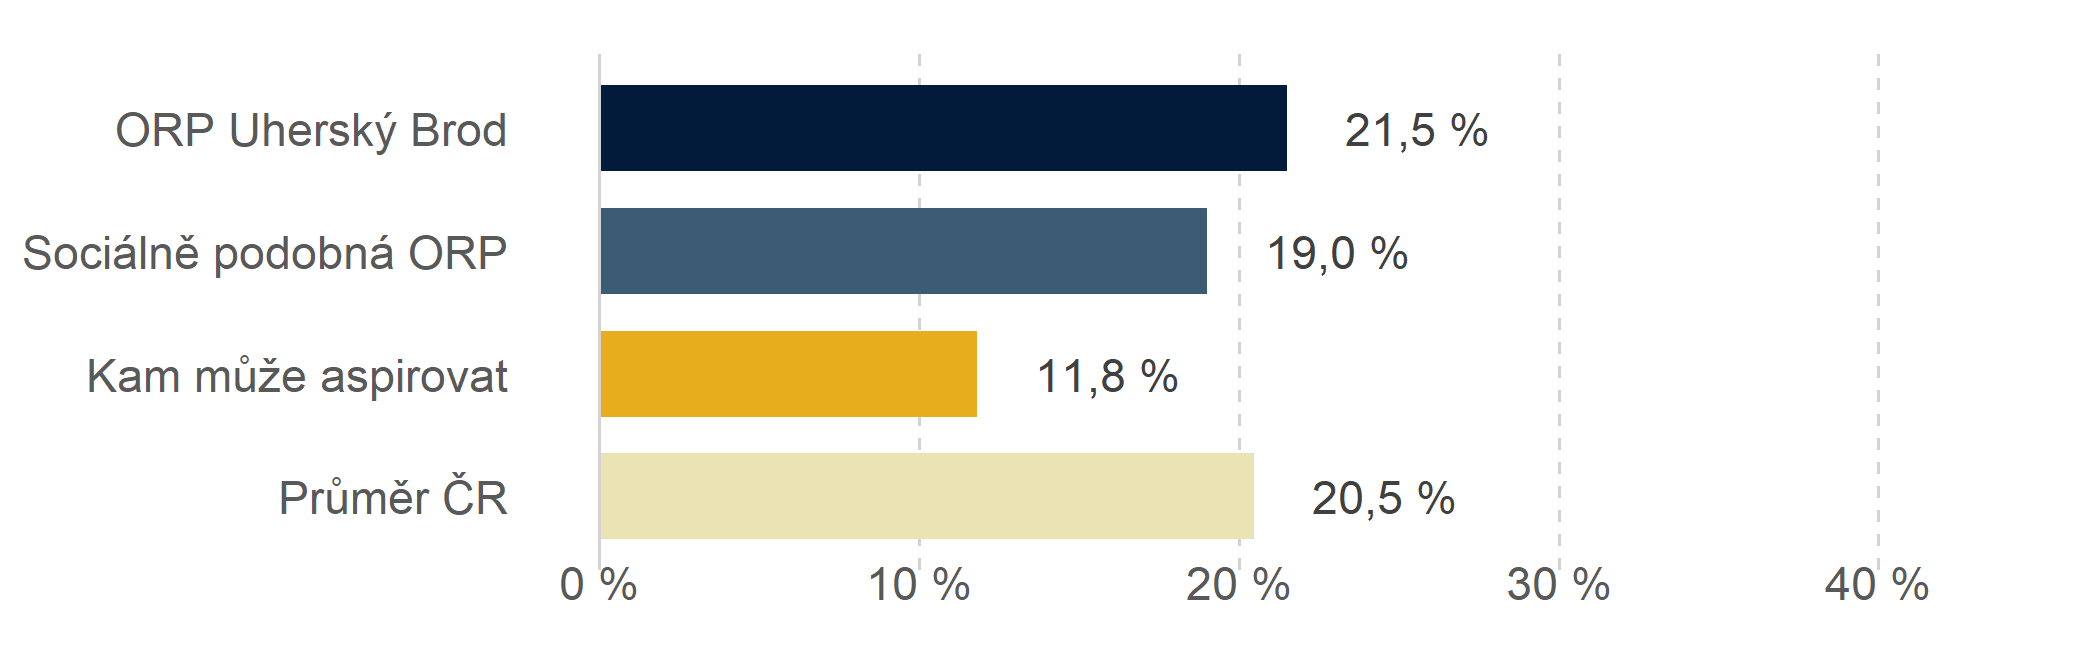 ORP Uherský Brod 21,5 %
Sociálně podobná ORP 19,0 %
Kam může aspirovat 11,8 %
Průměr ČR 20,5 %
0 % 10 % 20 % 30 % 40 %